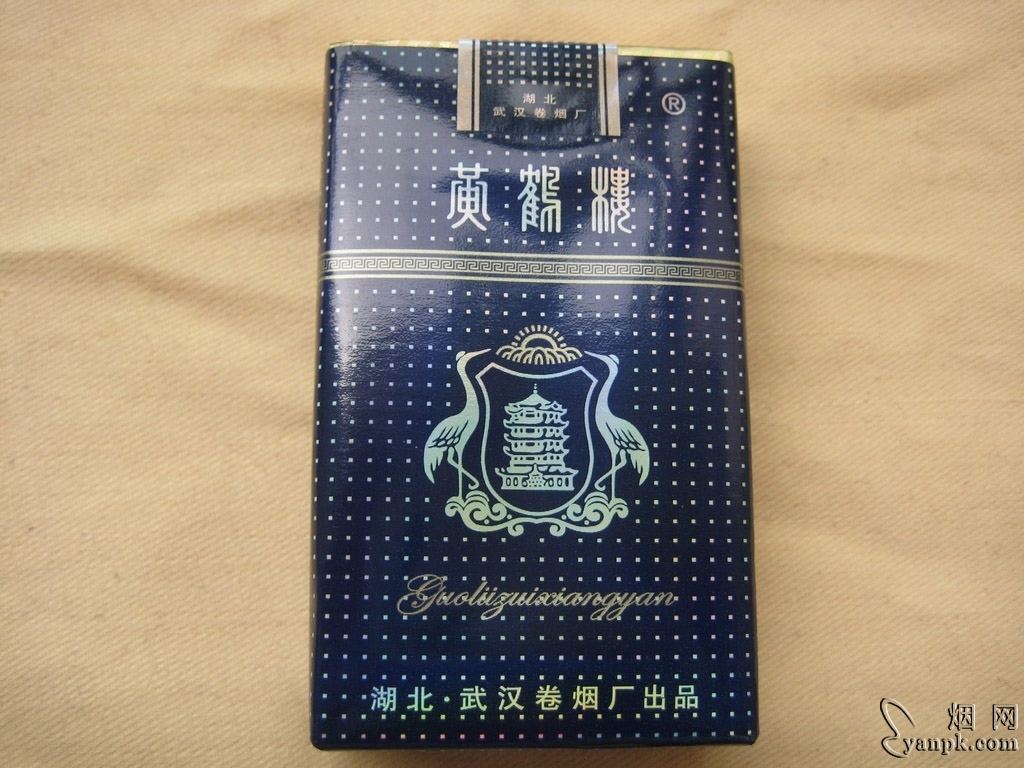 湖北
武汉卷烟厂
®
黄鹤楼
Guolüzuixiangyan
湖北·武汉卷烟厂出品
烟网
yanpk.com